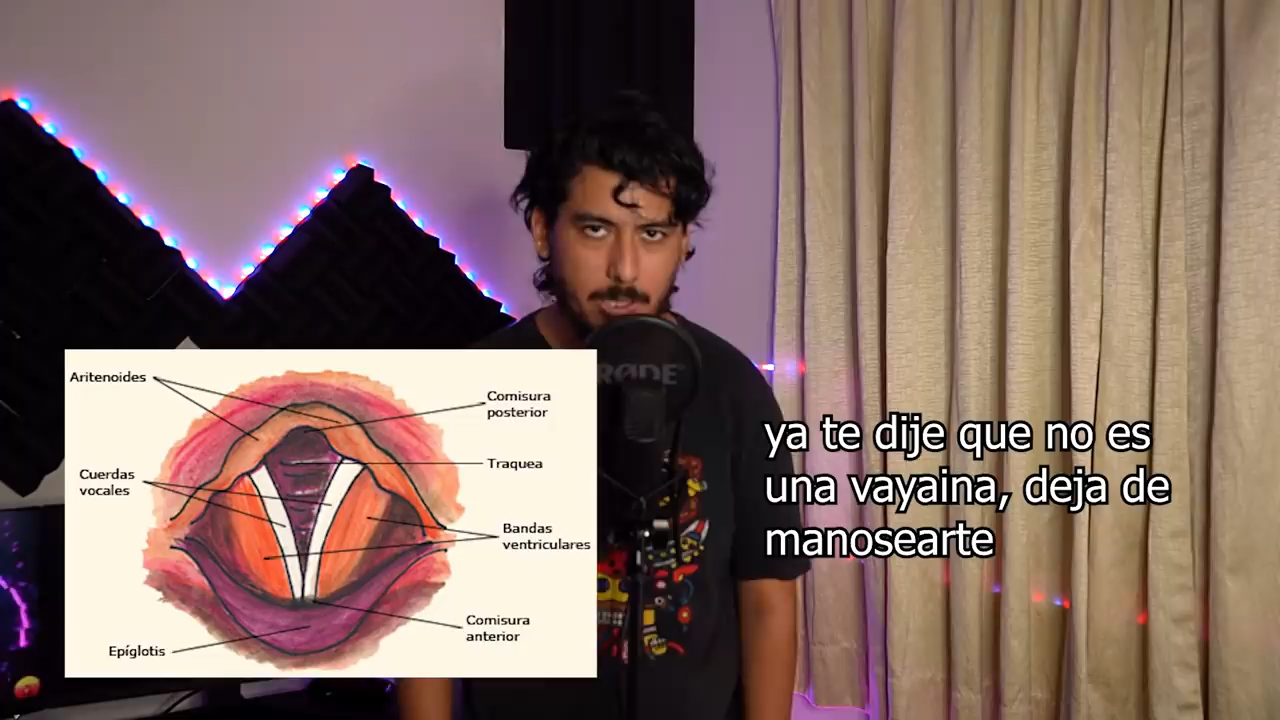 Aritenoides
Comisura
posterior
Traquea
Cuerdas
vocales
Bandas
ventriculares
Comisura
anterior
Epíglotis
ya te dije que no es
una vayaina, deja de
manosearte